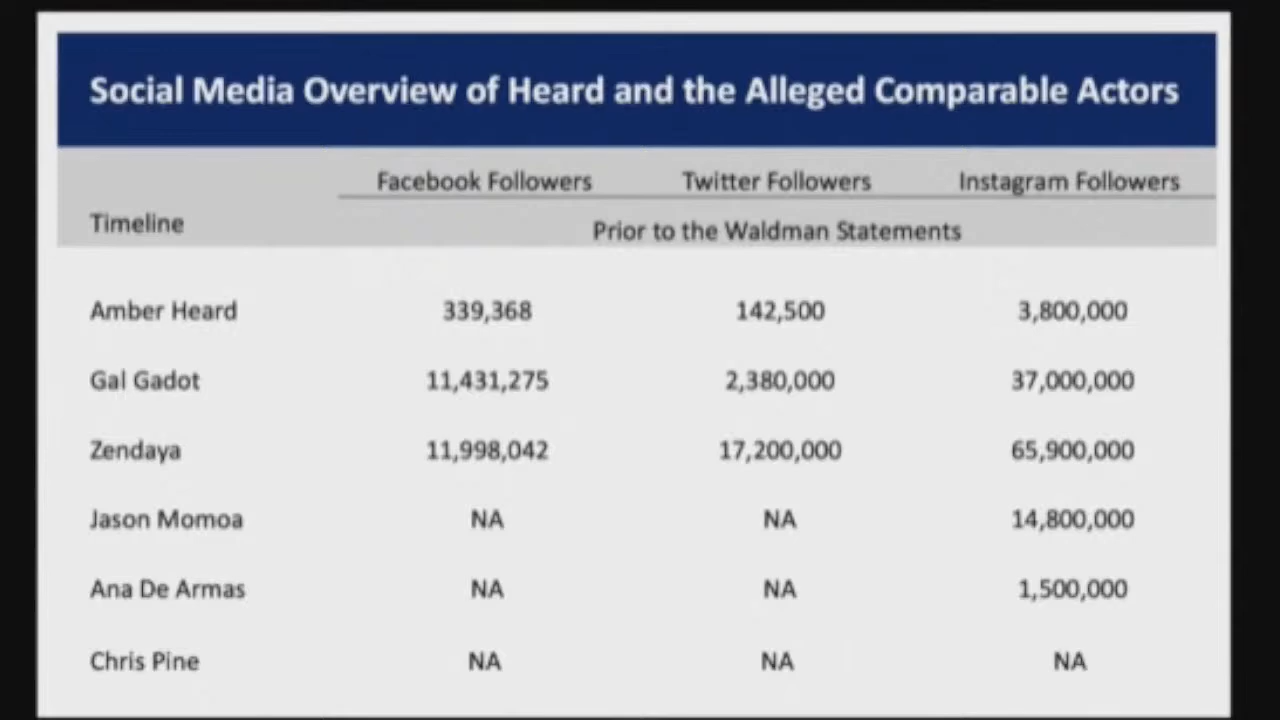 Social Media Overview of Heard and the Alleged Comparable Actors
Facebook Followers Twitter Followers Instagram Followers
Timeline
Prior to the Waldman Statements
Amber Heard 339,368 142,500 3,800,000
Gal Gadot 11,431,275 2,380,000 37,000,000
Zendaya 11,998,042 17,200,000 65,900,000
Jason Momoa NA NA 14,800,000
Ana De Armas NA NA 1,500,000
Chris Pine NA NA NA